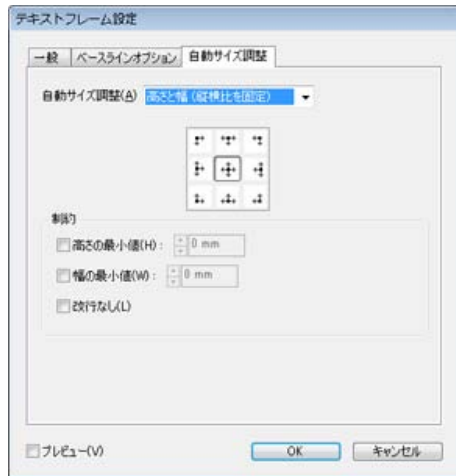 テキストフレーム設定
一般 ベースラインオプション 自動サイズ調整
自動サイズ調整(A) 高さと幅 (縦横比を固定)
制約
高さの最小値(H): 0 mm
幅の最小値(W): 0 mm
改行なし(L)
プレビュー(V) OK キャンセル